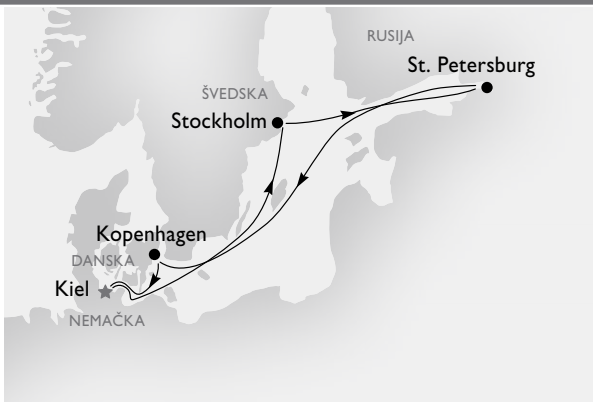 RUSIJA
St. Petersburg
ŠVEDSKA
Stockholm
Kopenhagen
DANSKA
Kiel
NEMAČKA